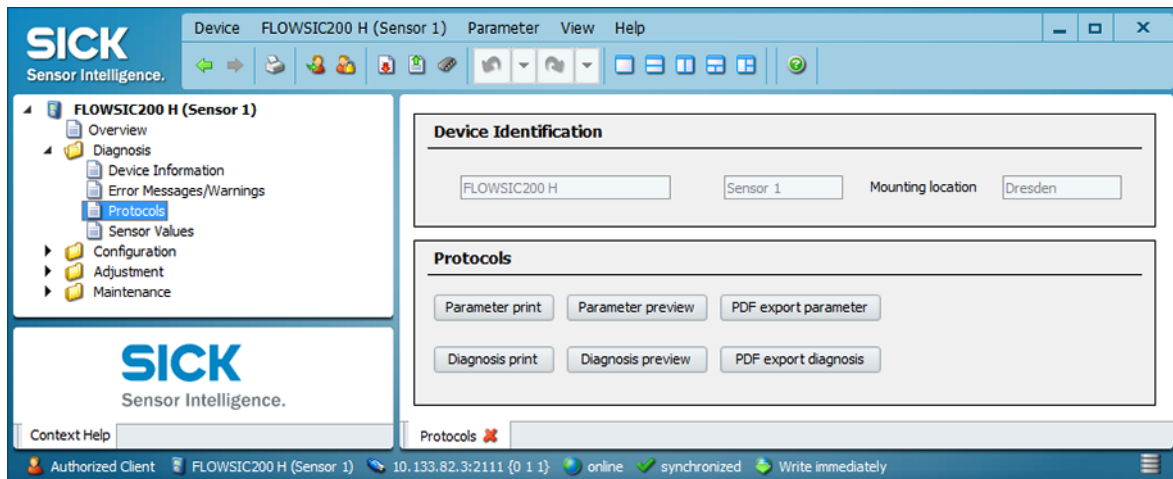 SICK
Sensor Intelligence.
Device FLOWSIC200 H (Sensor 1) Parameter View Help
FLOWSIC200 H (Sensor 1)
Overview
Diagnosis
Device Information
Error Messages/Warnings
Protocols
Sensor Values
Configuration
Adjustment
Maintenance
SICK
Sensor Intelligence.
Context Help
Device Identification
FLOWSIC200 H Sensor 1 Mounting location Dresden
Protocols
Parameter print Parameter preview PDF export parameter
Diagnosis print Diagnosis preview PDF export diagnosis
Protocols
Authorized Client FLOWSIC200 H (Sensor 1) 10.133.82.3:2111 {0 1 1} online synchronized Write immediately